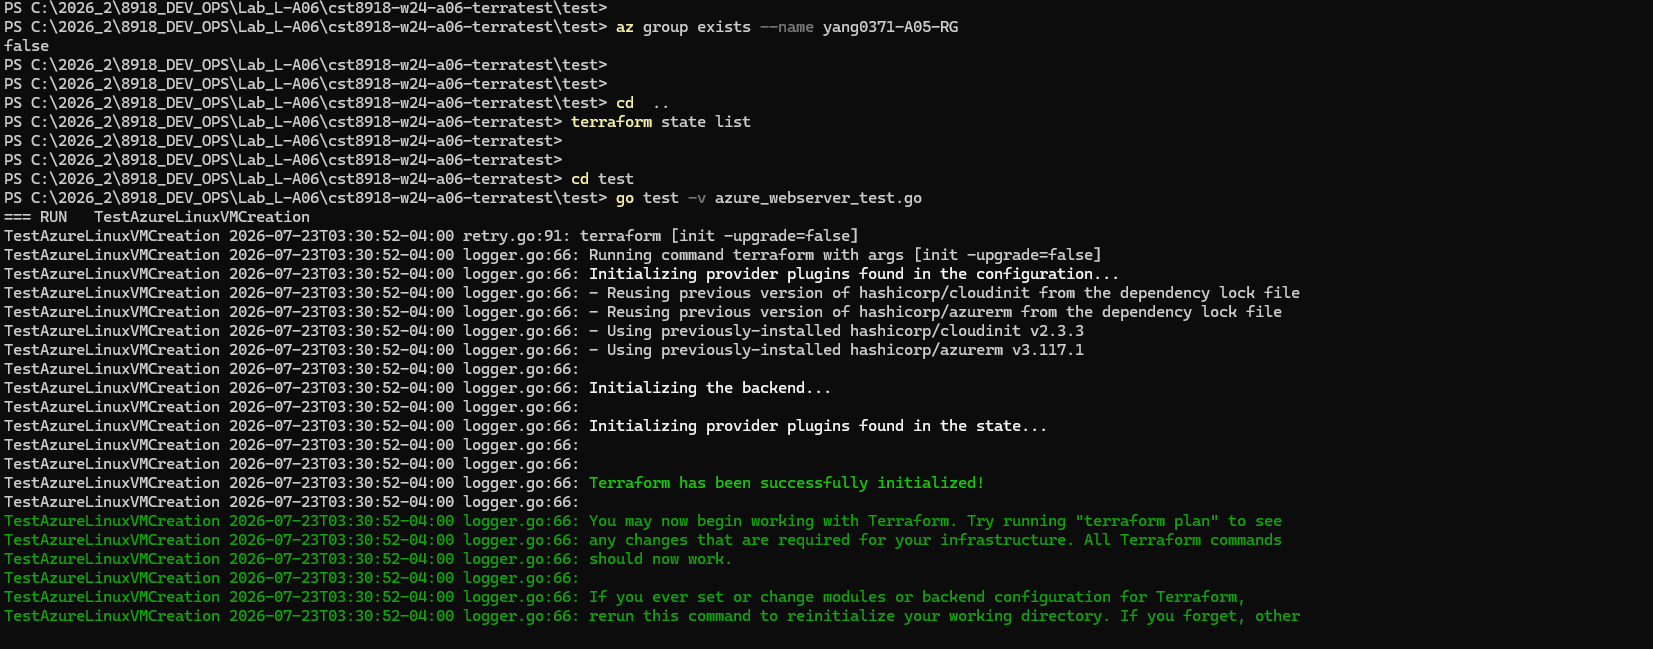 PS C:\2026_2\8918_DEV_OPS\Lab_L-A06\cst8918-w24-a06-terratest\test>
PS C:\2026_2\8918_DEV_OPS\Lab_L-A06\cst8918-w24-a06-terratest\test> az group exists --name yang0371-A05-RG
false
PS C:\2026_2\8918_DEV_OPS\Lab_L-A06\cst8918-w24-a06-terratest\test>
PS C:\2026_2\8918_DEV_OPS\Lab_L-A06\cst8918-w24-a06-terratest\test>
PS C:\2026_2\8918_DEV_OPS\Lab_L-A06\cst8918-w24-a06-terratest\test> cd  ..
PS C:\2026_2\8918_DEV_OPS\Lab_L-A06\cst8918-w24-a06-terratest> terraform state list
PS C:\2026_2\8918_DEV_OPS\Lab_L-A06\cst8918-w24-a06-terratest>
PS C:\2026_2\8918_DEV_OPS\Lab_L-A06\cst8918-w24-a06-terratest>
PS C:\2026_2\8918_DEV_OPS\Lab_L-A06\cst8918-w24-a06-terratest> cd test
PS C:\2026_2\8918_DEV_OPS\Lab_L-A06\cst8918-w24-a06-terratest\test> go test -v azure_webserver_test.go
=== RUN   TestAzureLinuxVMCreation
TestAzureLinuxVMCreation 2026-07-23T03:30:52-04:00 retry.go:91: terraform [init -upgrade=false]
TestAzureLinuxVMCreation 2026-07-23T03:30:52-04:00 logger.go:66: Running command terraform with args [init -upgrade=false]
TestAzureLinuxVMCreation 2026-07-23T03:30:52-04:00 logger.go:66: Initializing provider plugins found in the configuration...
TestAzureLinuxVMCreation 2026-07-23T03:30:52-04:00 logger.go:66: - Reusing previous version of hashicorp/cloudinit from the dependency lock file
TestAzureLinuxVMCreation 2026-07-23T03:30:52-04:00 logger.go:66: - Reusing previous version of hashicorp/azurerm from the dependency lock file
TestAzureLinuxVMCreation 2026-07-23T03:30:52-04:00 logger.go:66: - Using previously-installed hashicorp/cloudinit v2.3.3
TestAzureLinuxVMCreation 2026-07-23T03:30:52-04:00 logger.go:66: - Using previously-installed hashicorp/azurerm v3.117.1
TestAzureLinuxVMCreation 2026-07-23T03:30:52-04:00 logger.go:66:
TestAzureLinuxVMCreation 2026-07-23T03:30:52-04:00 logger.go:66: Initializing the backend...
TestAzureLinuxVMCreation 2026-07-23T03:30:52-04:00 logger.go:66:
TestAzureLinuxVMCreation 2026-07-23T03:30:52-04:00 logger.go:66: Initializing provider plugins found in the state...
TestAzureLinuxVMCreation 2026-07-23T03:30:52-04:00 logger.go:66:
TestAzureLinuxVMCreation 2026-07-23T03:30:52-04:00 logger.go:66:
TestAzureLinuxVMCreation 2026-07-23T03:30:52-04:00 logger.go:66: Terraform has been successfully initialized!
TestAzureLinuxVMCreation 2026-07-23T03:30:52-04:00 logger.go:66:
TestAzureLinuxVMCreation 2026-07-23T03:30:52-04:00 logger.go:66: You may now begin working with Terraform. Try running "terraform plan" to see
TestAzureLinuxVMCreation 2026-07-23T03:30:52-04:00 logger.go:66: any changes that are required for your infrastructure. All Terraform commands
TestAzureLinuxVMCreation 2026-07-23T03:30:52-04:00 logger.go:66: should now work.
TestAzureLinuxVMCreation 2026-07-23T03:30:52-04:00 logger.go:66:
TestAzureLinuxVMCreation 2026-07-23T03:30:52-04:00 logger.go:66: If you ever set or change modules or backend configuration for Terraform,
TestAzureLinuxVMCreation 2026-07-23T03:30:52-04:00 logger.go:66: rerun this command to reinitialize your working directory. If you forget, other